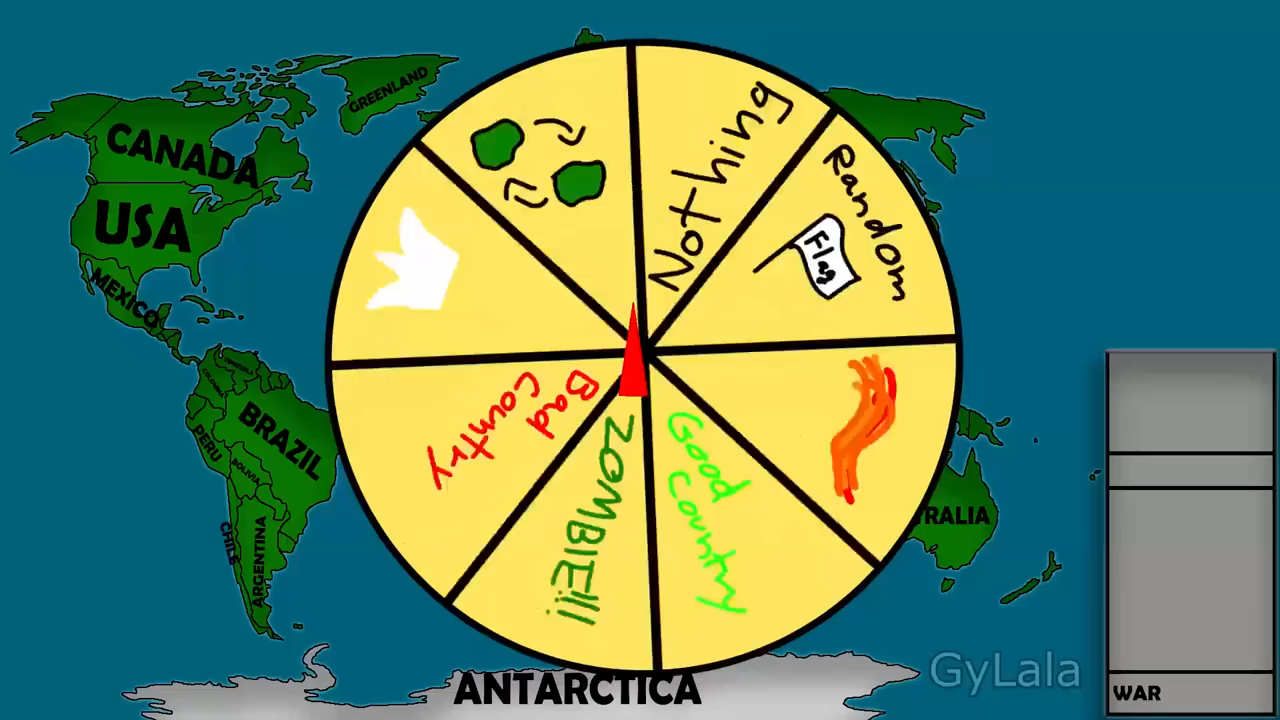 GREENLAND
CANADA
USA
MEXICO
BRAZIL
PERU
BOLIVIA
CHILE
ARGENTINA
Nothing
Random
Flag
Bad
Country
ZOMBIE!!!
Good
Country
TRALIA
ANTARCTICA
GyLala
WAR